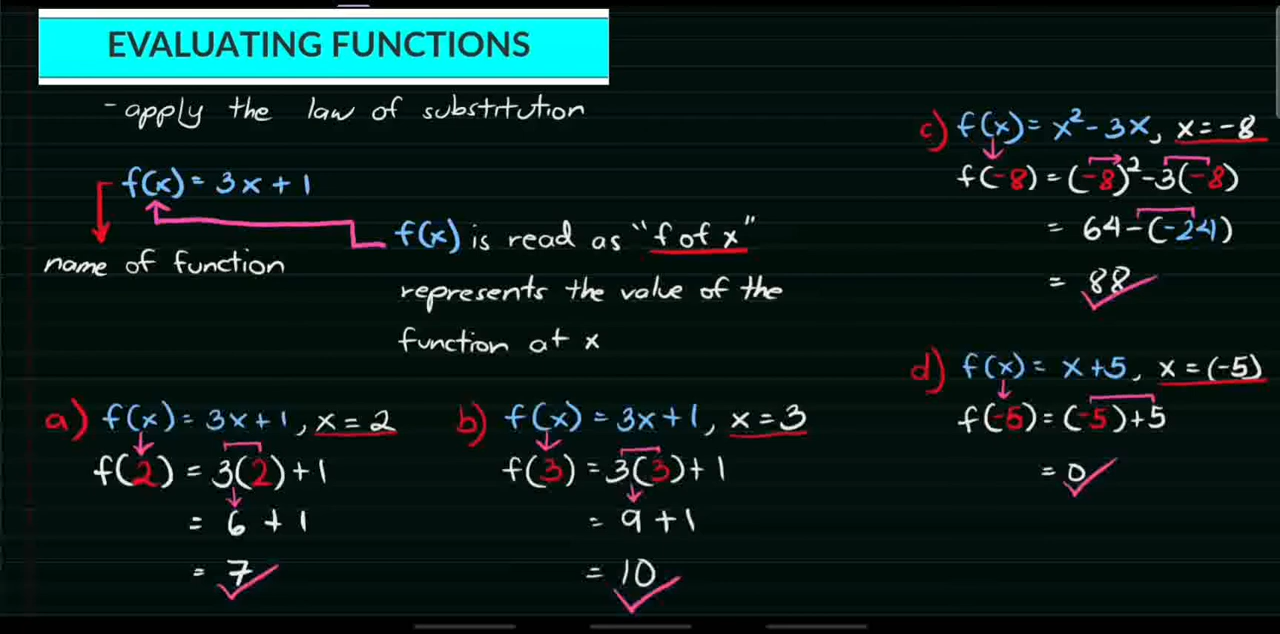 EVALUATING FUNCTIONS
- apply the law of substitution
f(x) = 3x + 1
name of function
f(x) is read as "f of x"
represents the value of the
function at x
a) f(x) = 3x + 1, x = 2
f(2) = 3(2) + 1
= 6 + 1
= 7
b) f(x) = 3x + 1, x = 3
f(3) = 3(3) + 1
= 9 + 1
= 10
c) f(x) = x² - 3x, x = -8
f(-8) = (-8)² - 3(-8)
= 64 - (-24)
= 88
d) f(x) = x + 5, x = (-5)
f(-5) = (-5) + 5
= 0